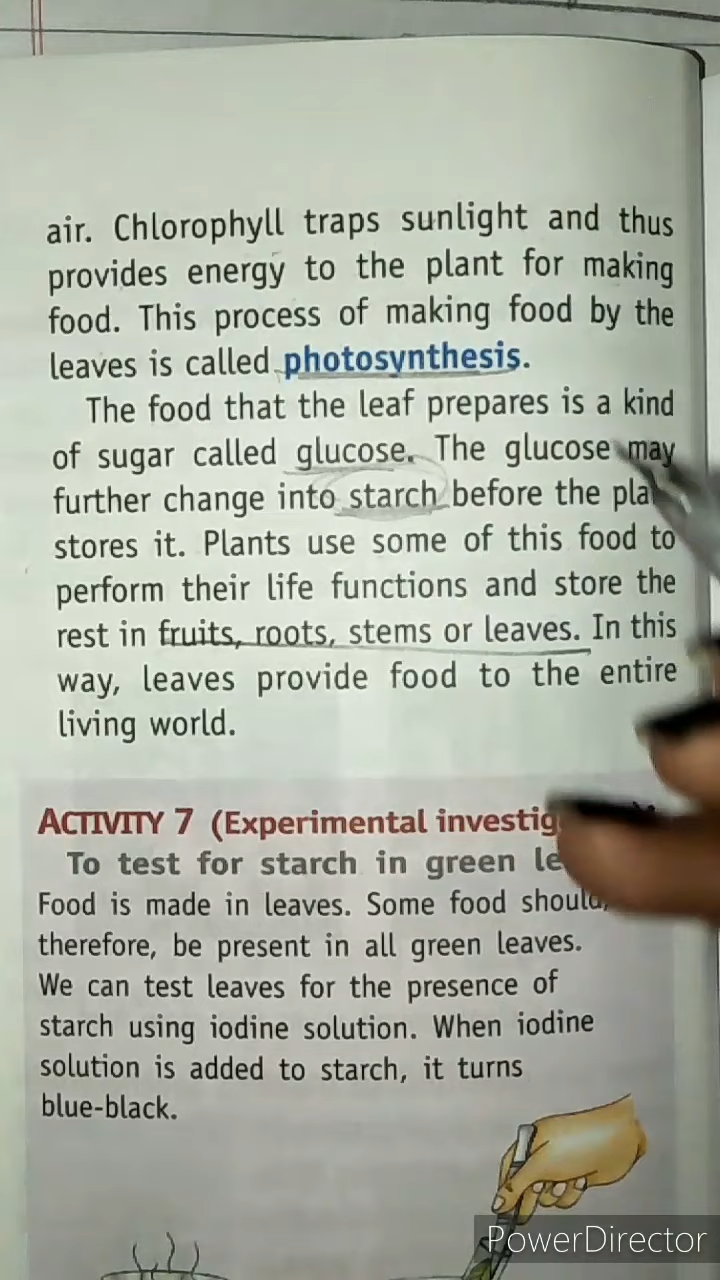 air. Chlorophyll traps sunlight and thus
provides energy to the plant for making
food. This process of making food by the
leaves is called photosynthesis.
The food that the leaf prepares is a kind
of sugar called glucose. The glucose may
further change into starch before the pla
stores it. Plants use some of this food to
perform their life functions and store the
rest in fruits, roots, stems or leaves. In this
way, leaves provide food to the entire
living world.
ACTIVITY 7 (Experimental investig
To test for starch in green le
Food is made in leaves. Some food should,
therefore, be present in all green leaves.
We can test leaves for the presence of
starch using iodine solution. When iodine
solution is added to starch, it turns
blue-black.
PowerDirector